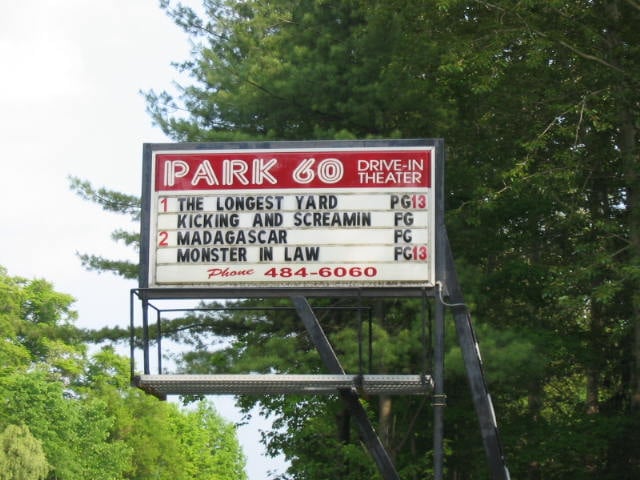 PARK 60 DRIVE-IN THEATER
1 THE LONGEST YARD PG13
KICKING AND SCREAMIN PG
2 MADAGASCAR PG
MONSTER IN LAW PG13
Phone 484-6060